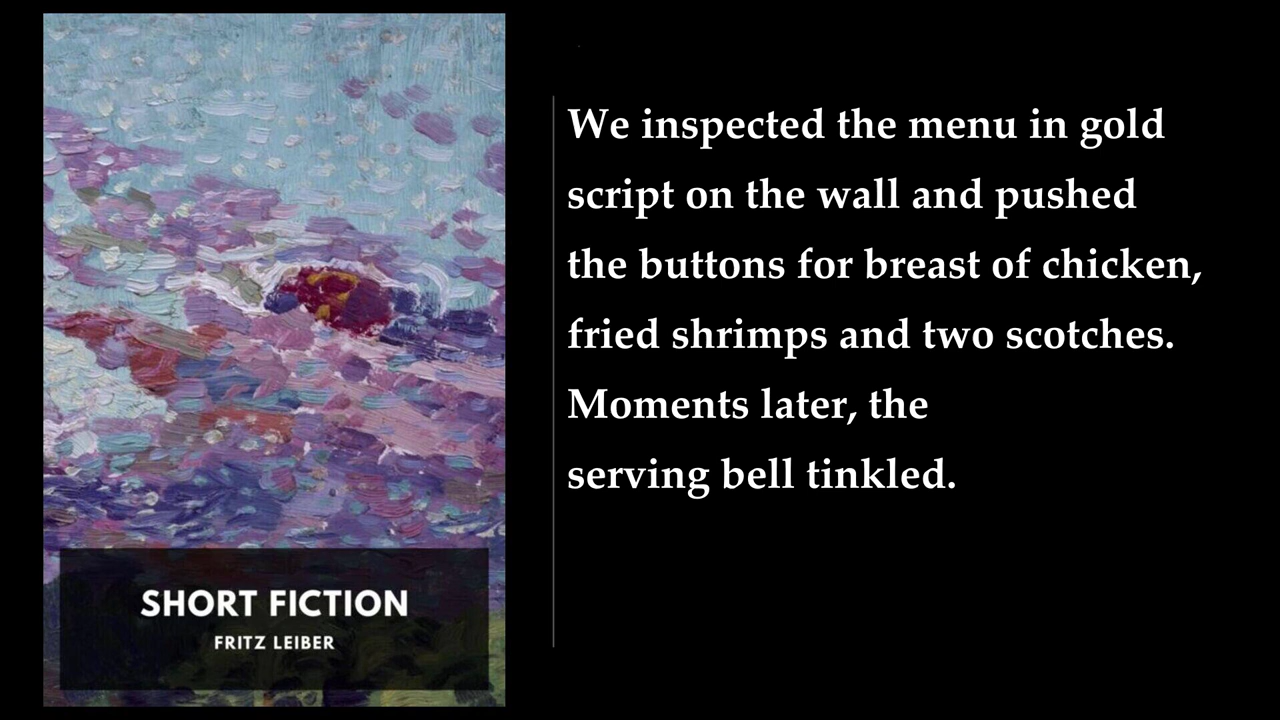 We inspected the menu in gold
script on the wall and pushed
the buttons for breast of chicken,
fried shrimps and two scotches.
Moments later, the
serving bell tinkled.
SHORT FICTION
FRITZ LEIBER